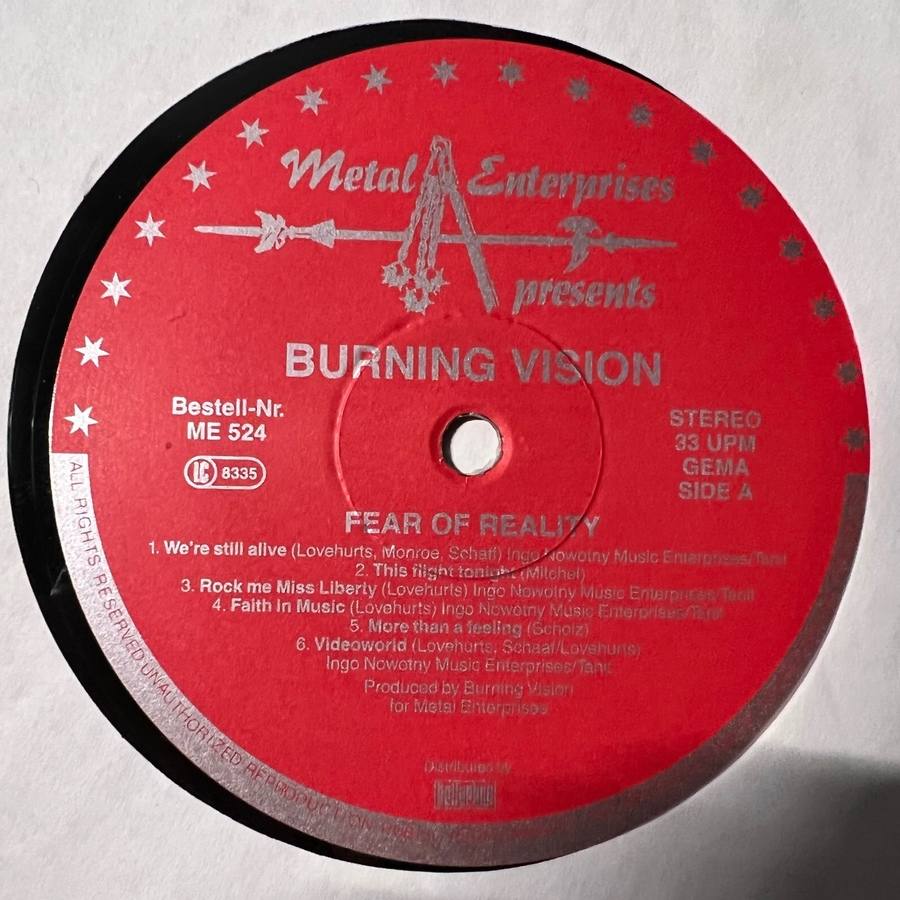 Metal Enterprises
presents
BURNING VISION
Bestell-Nr.
ME 524
LC 8335
STEREO
33 UPM
GEMA
SIDE A
FEAR OF REALITY
1. We're still alive (Lovehurts, Monroe, Schaff) Ingo Nowotny Music Enterprises/Tanit
2. This flight tonight (Mitchel)
3. Rock me Miss Liberty (Lovehurts) Ingo Nowotny Music Enterprises/Tanit
4. Faith in Music (Lovehurts) Ingo Nowotny Music Enterprises/Tanit
5. More than a feeling (Scholz)
6. Videoworld (Lovehurts, Schaaf/Lovehurts)
Ingo Nowotny Music Enterprises/Tanit
Produced by Burning Vision
for Metal Enterprises
Distributed by
bellaphon
ALL RIGHTS RESERVED UNAUTHORIZED REPRODUCTION